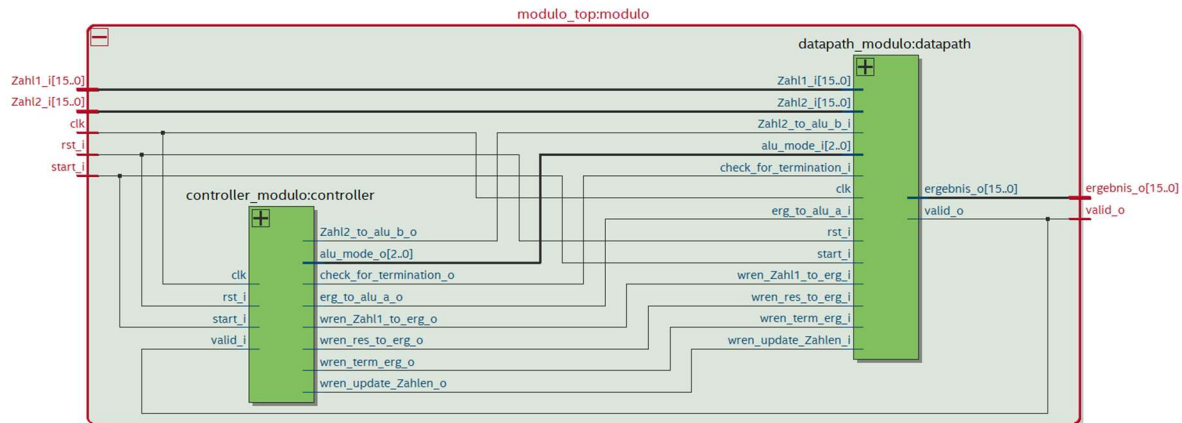 modulo_top:modulo
datapath_modulo:datapath
Zahl1_i[15..0]
Zahl2_i[15..0]
clk
rst_i
start_i
controller_modulo:controller
Zahl2_to_alu_b_o
alu_mode_o[2..0]
check_for_termination_o
erg_to_alu_a_o
wren_Zahl1_to_erg_o
wren_res_to_erg_o
wren_term_erg_o
wren_update_Zahlen_o
clk
rst_i
start_i
valid_i
Zahl1_i[15..0]
Zahl2_i[15..0]
Zahl2_to_alu_b_i
alu_mode_i[2..0]
check_for_termination_i
clk
erg_to_alu_a_i
rst_i
start_i
wren_Zahl1_to_erg_i
wren_res_to_erg_i
wren_term_erg_i
wren_update_Zahlen_i
ergebnis_o[15..0]
valid_o
ergebnis_o[15..0]
valid_o